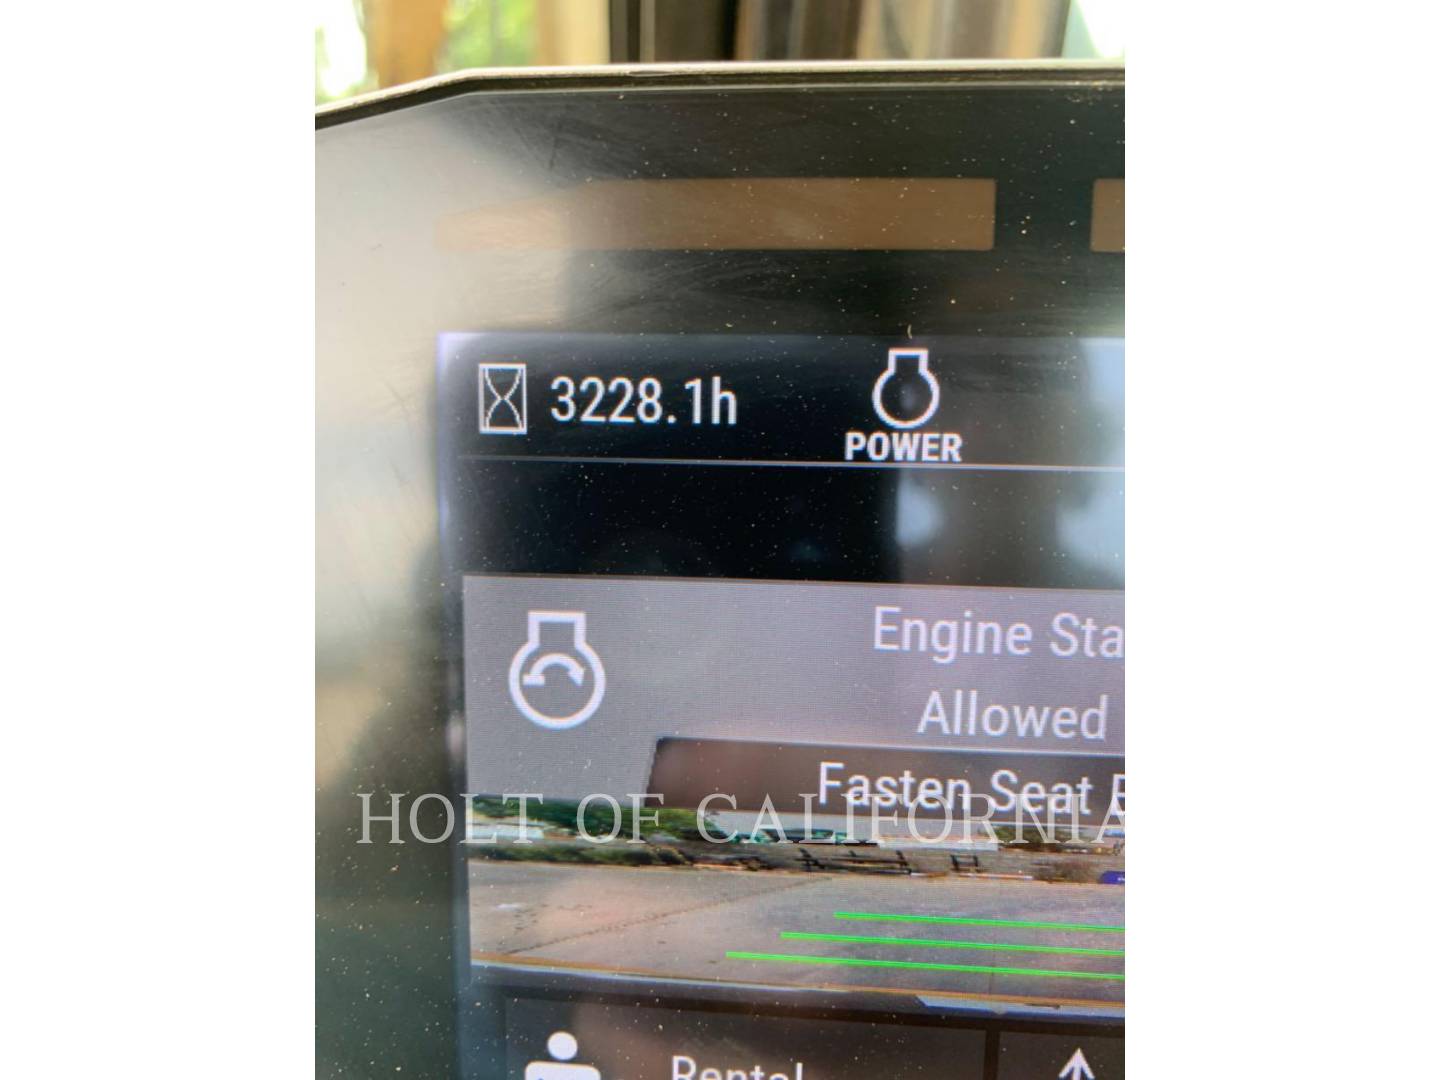 3228.1h
POWER
Engine Sta
Allowed
Fasten Seat
HOLT OF CALIFORNIA
Rental